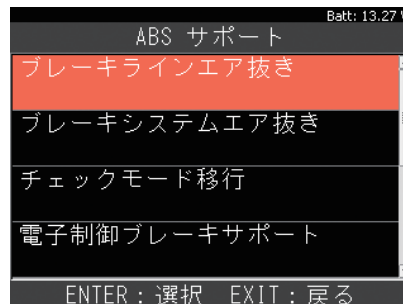 Batt: 13.27 V
ABS サポート
ブレーキラインエア抜き
ブレーキシステムエア抜き
チェックモード移行
電子制御ブレーキサポート
ENTER：選択 EXIT：戻る